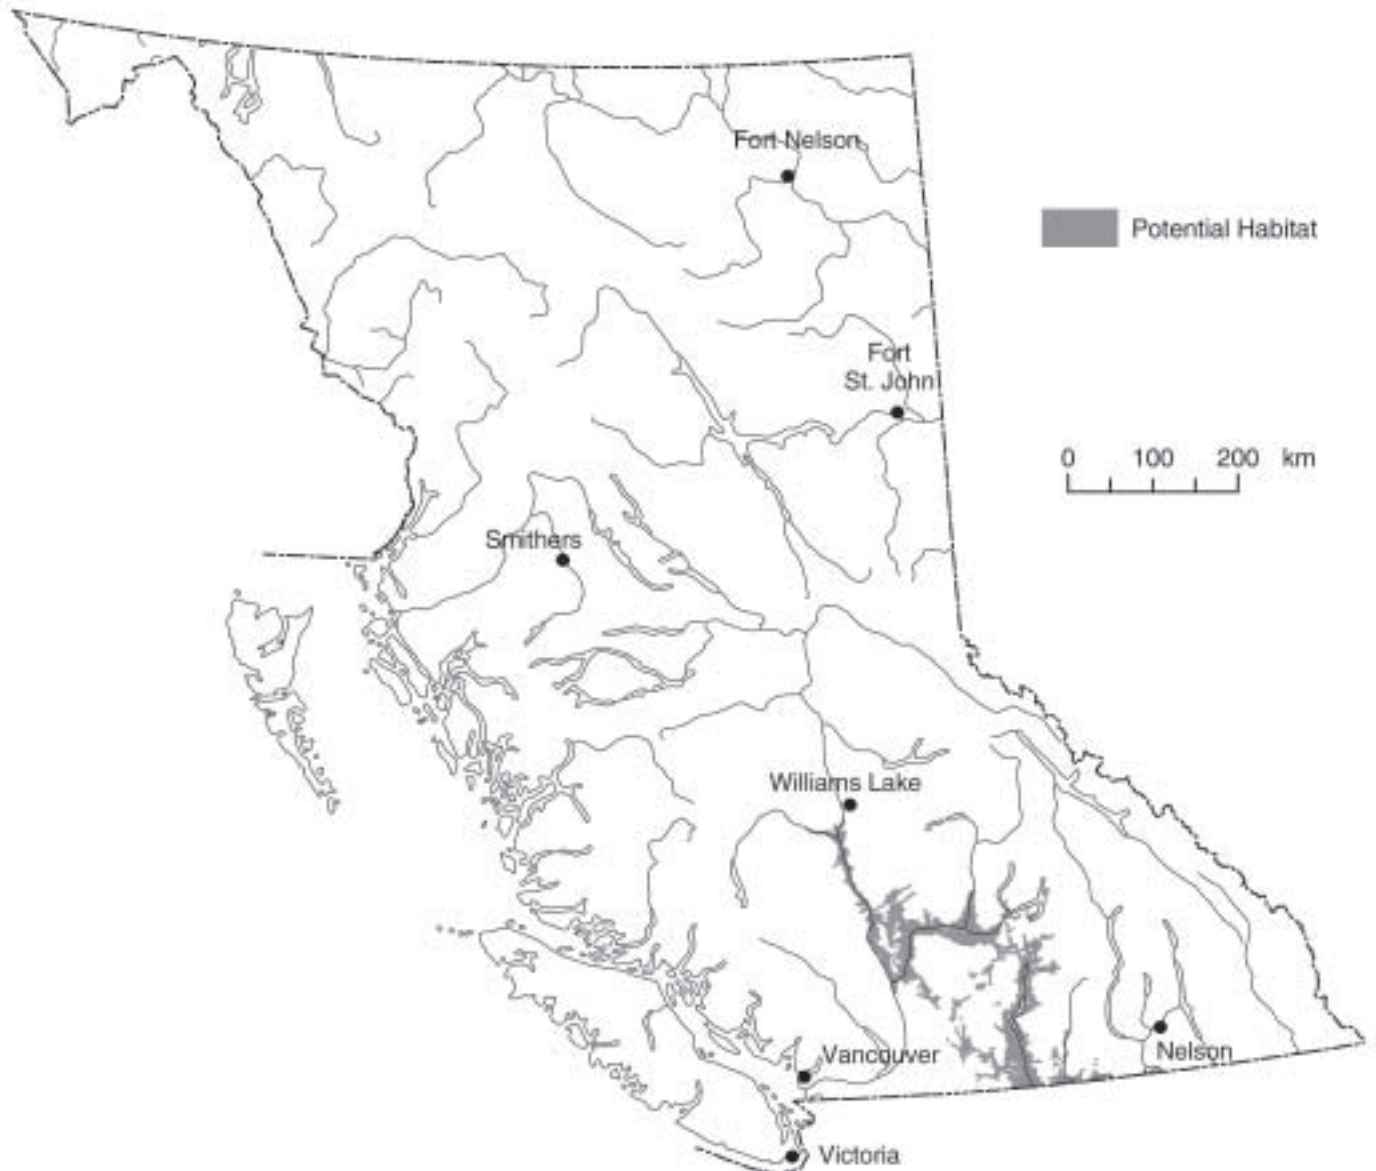 Fort Nelson
Potential Habitat
Fort
St. John
0 100 200 km
Smithers
Williams Lake
Vancouver
Nelson
Victoria